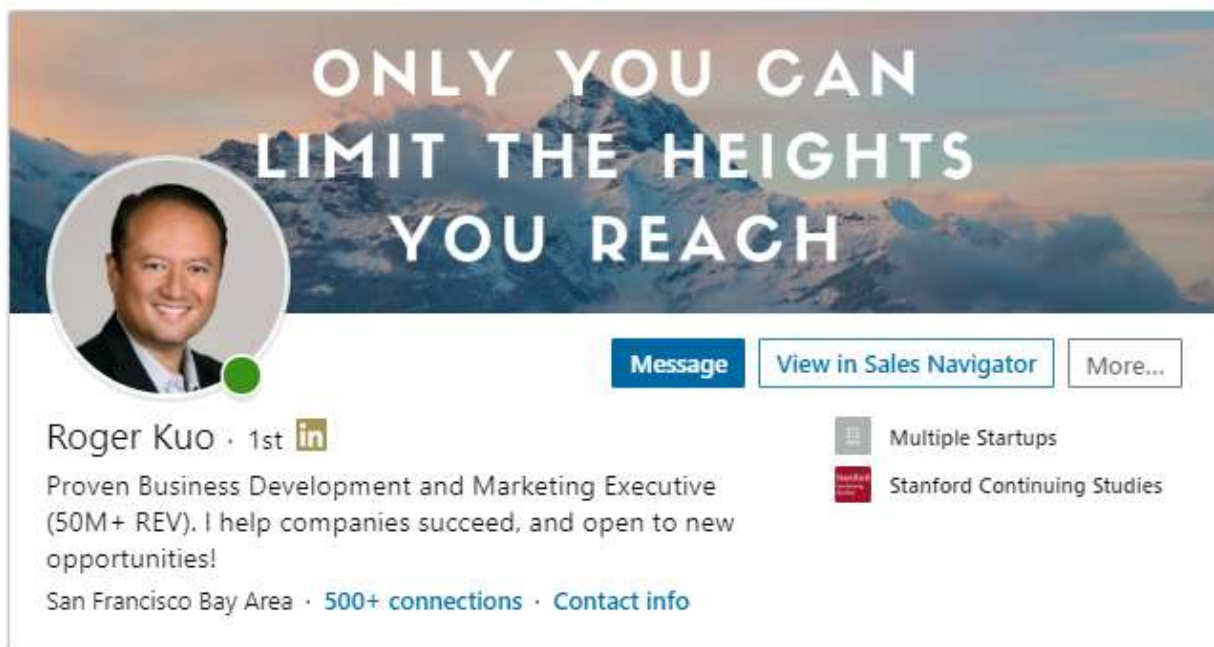 ONLY YOU CAN
LIMIT THE HEIGHTS
YOU REACH
Message
View in Sales Navigator
More...
Roger Kuo · 1st in
Multiple Startups
Proven Business Development and Marketing Executive
(50M+ REV). I help companies succeed, and open to new
opportunities!
Stanford Continuing Studies
San Francisco Bay Area · 500+ connections · Contact info